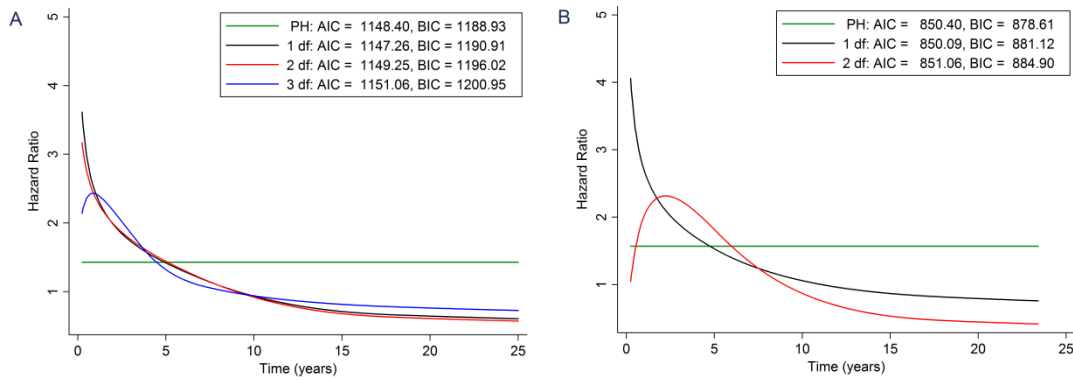 A
PH: AIC = 1148.40, BIC = 1188.93
1 df: AIC = 1147.26, BIC = 1190.91
2 df: AIC = 1149.25, BIC = 1196.02
3 df: AIC = 1151.06, BIC = 1200.95
Hazard Ratio
5
4
3
2
1
0 5 10 15 20 25
Time (years)
B
PH: AIC = 850.40, BIC = 878.61
1 df: AIC = 850.09, BIC = 881.12
2 df: AIC = 851.06, BIC = 884.90
Hazard Ratio
5
4
3
2
1
0 5 10 15 20 25
Time (years)